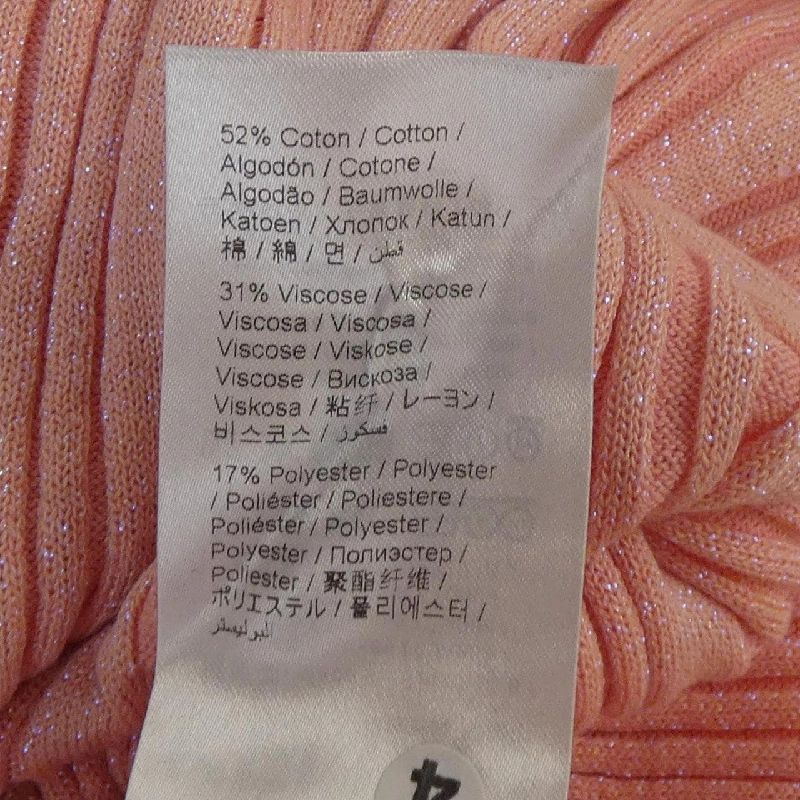 52% Coton / Cotton /
Algodón / Cotone /
Algodão / Baumwolle /
Katoen / Хлопок / Katun /
棉 / 綿 / 면 / قطن
31% Viscose / Viscose /
Viscosa / Viscosa /
Viscose / Viskose /
Viscose / Вискоза /
Viskosa / 粘纤 / レーヨン /
비스코스 / فسكوز
17% Polyester / Polyester
/ Poliéster / Poliestere /
Poliéster / Polyester /
Polyester / Полиэстер /
Poliester / 聚酯纤维 /
ポリエステル / 폴리에스터 /
البوليستر
4